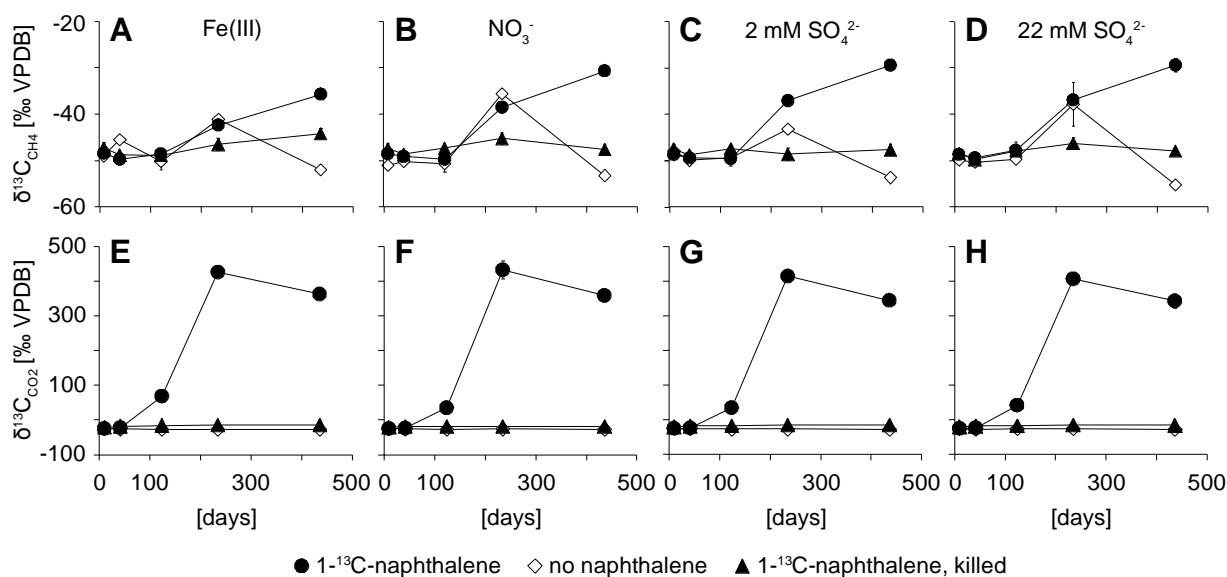 A Fe(III)
B NO₃⁻
C 2 mM SO₄²⁻
D 22 mM SO₄²⁻
δ¹³C_CH4 [‰ VPDB]
-20
-40
-60
E
F
G
H
δ¹³C_CO2 [‰ VPDB]
500
300
100
-100
0 100 300 500
0 100 300 500
0 100 300 500
0 100 300 500
[days] [days] [days] [days]
● 1-¹³C-naphthalene ◇ no naphthalene ▲ 1-¹³C-naphthalene, killed